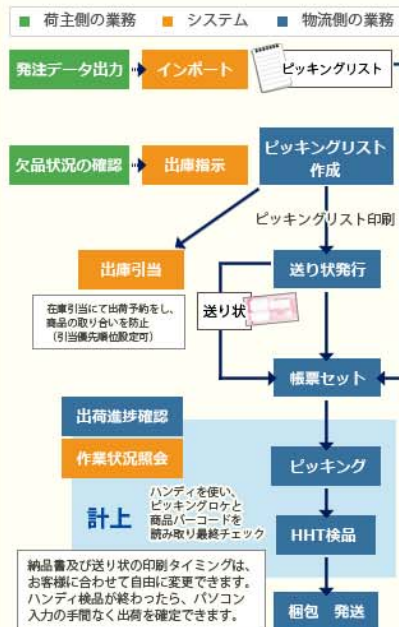 荷主側の業務 システム 物流側の業務
発注データ出力 インポート ピッキングリスト
欠品状況の確認 出庫指示 ピッキングリスト
作成
ピッキングリスト印刷
出庫引当 送り状発行
在庫引当にて出荷予約をし、
商品の取り合いを防止
(引当優先順位設定可)
送り状
帳票セット
出荷進捗確認
作業状況照会 ピッキング
計上
ハンディを使い、
ピッキングロケと
商品バーコードを
読み取り最終チェック
HHT検品
納品書及び送り状の印刷タイミングは、
お客様に合わせて自由に変更できます。
ハンディ検品が終わったら、パソコン
入力の手間なく出荷を確定できます。
梱包 発送